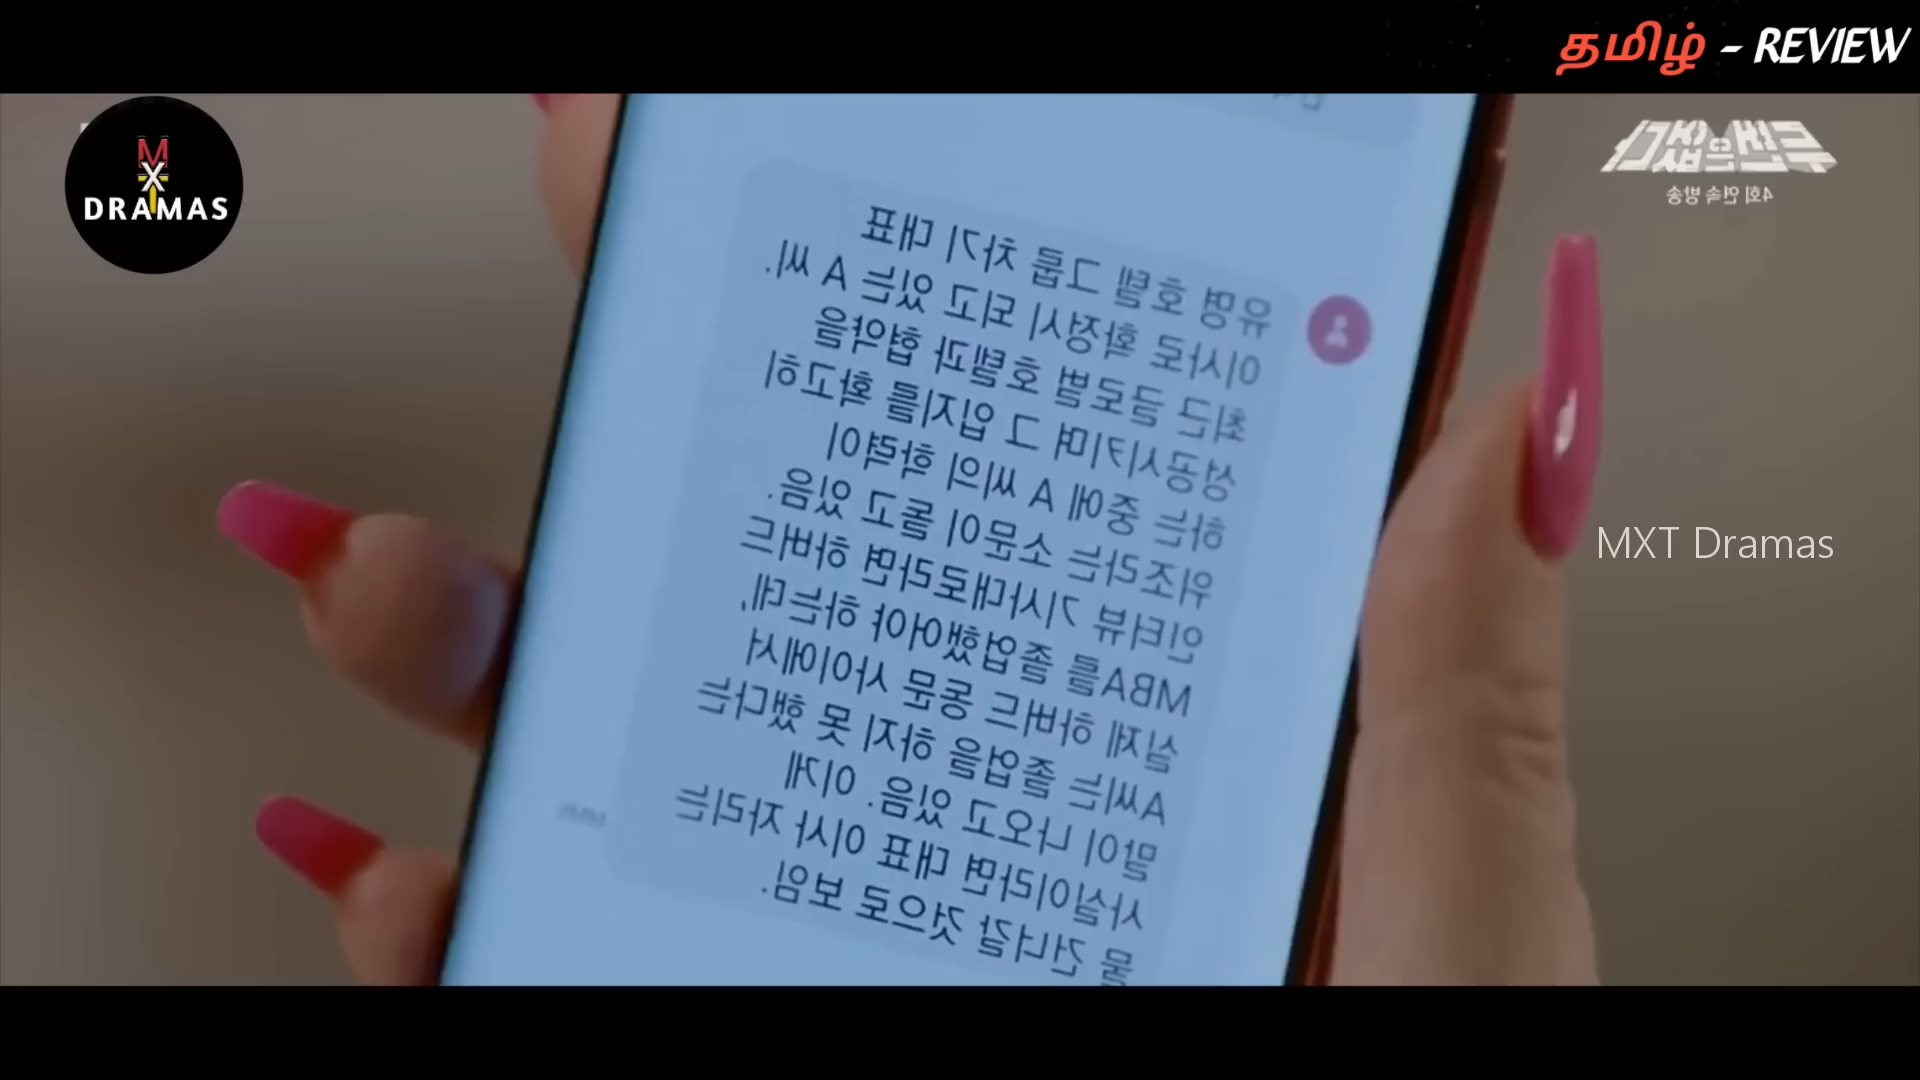 தமிழ் - REVIEW
MXT
DRAMAS
4회 연속 방송
유명 호텔 그룹 차기 대표
이사로 확정시 되고 있는 A 씨.
최근 글로벌 호텔과 협약을
성공시키며 그 입지를 확고히
하는 중에 A 씨의 학력이
위조라는 소문이 돌고 있음.
인터뷰 기사대로라면 하버드
MBA를 졸업했어야 하는데,
실제 하버드 동문 사이에서
A씨는 졸업을 하지 못 했다는
말이 나오고 있음. 이게
사실이라면 대표 이사 자리는
물 건너갈 것으로 보임.
MXT Dramas